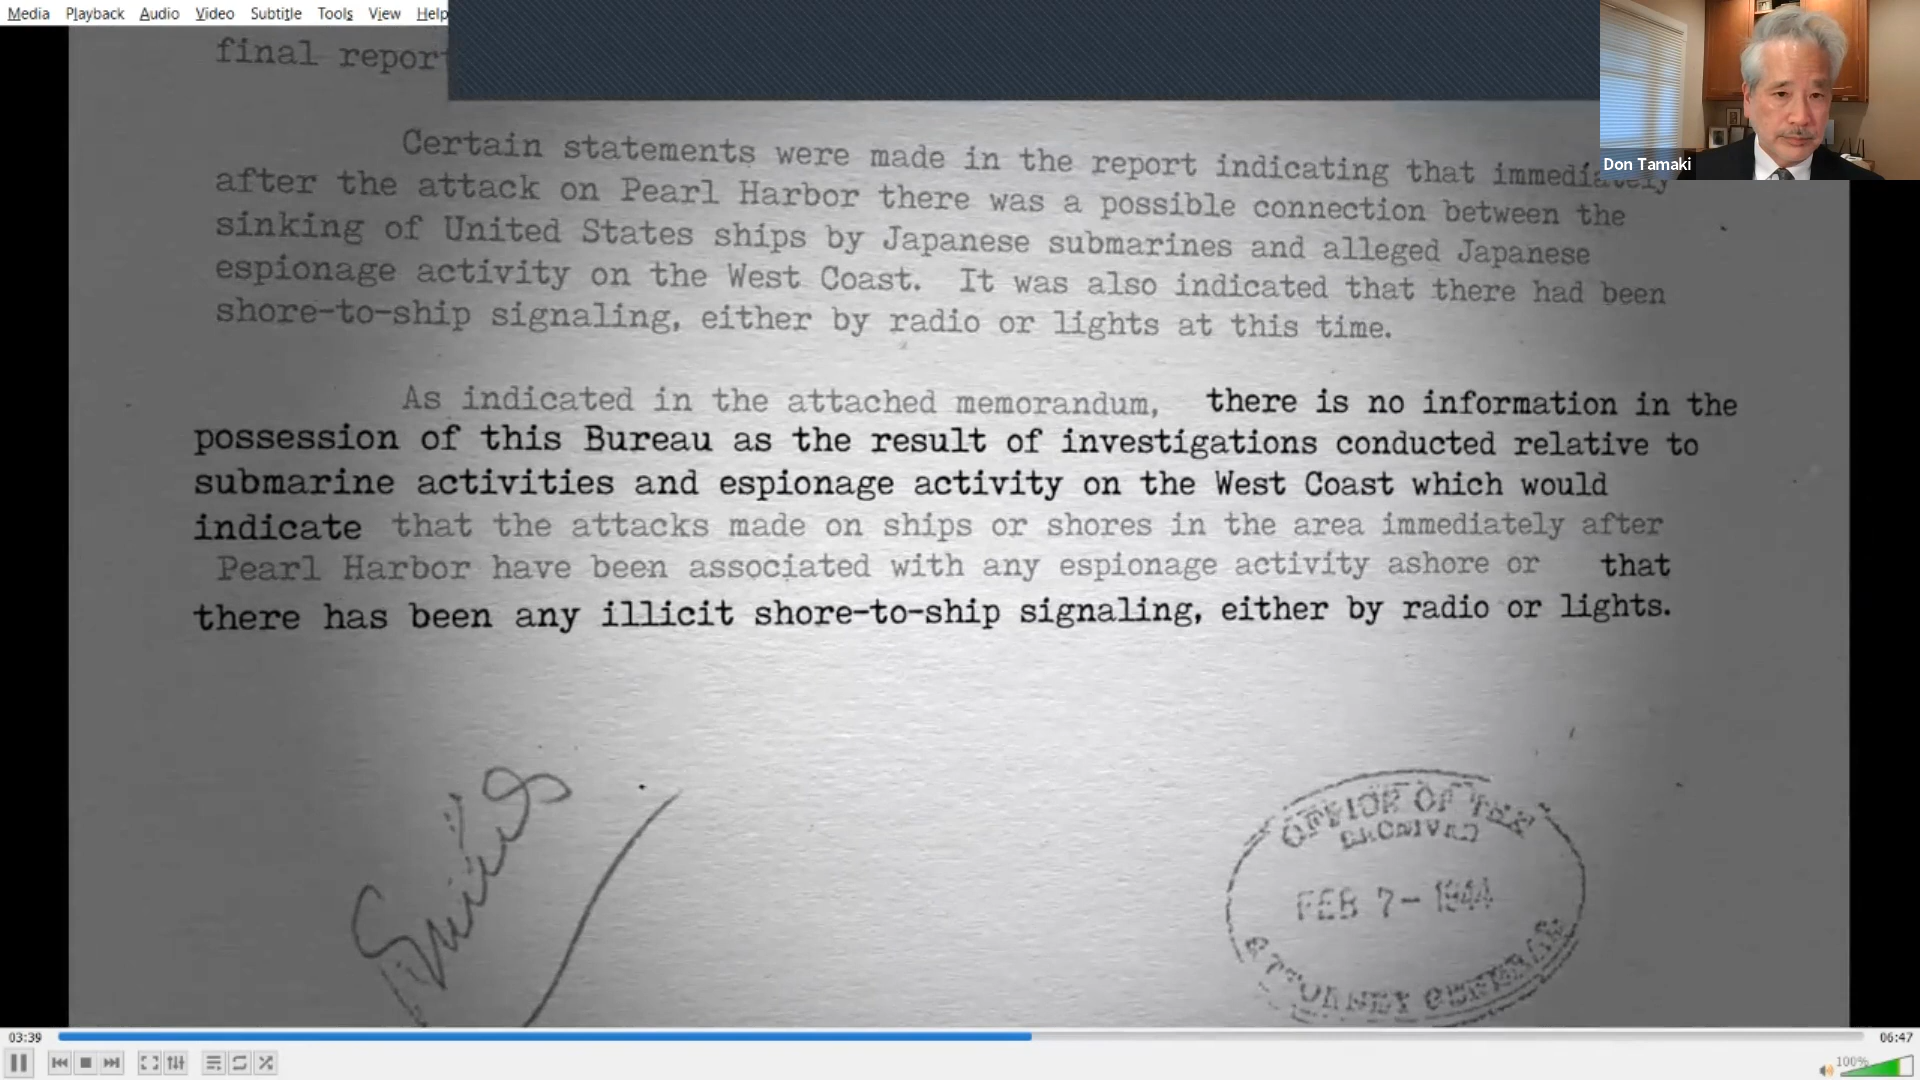 Media Playback Audio Video Subtitle Tools View Help
final report
Don Tamaki
Certain statements were made in the report indicating that immediately
after the attack on Pearl Harbor there was a possible connection between the
sinking of United States ships by Japanese submarines and alleged Japanese
espionage activity on the West Coast. It was also indicated that there had been
shore-to-ship signaling, either by radio or lights at this time.
As indicated in the attached memorandum, there is no information in the
possession of this Bureau as the result of investigations conducted relative to
submarine activities and espionage activity on the West Coast which would
indicate that the attacks made on ships or shores in the area immediately after
Pearl Harbor have been associated with any espionage activity ashore or that
there has been any illicit shore-to-ship signaling, either by radio or lights.
OFFICE OF THE
RECEIVED
FEB 7-1944
ATTORNEY GENERAL
03:39
06:47
100%